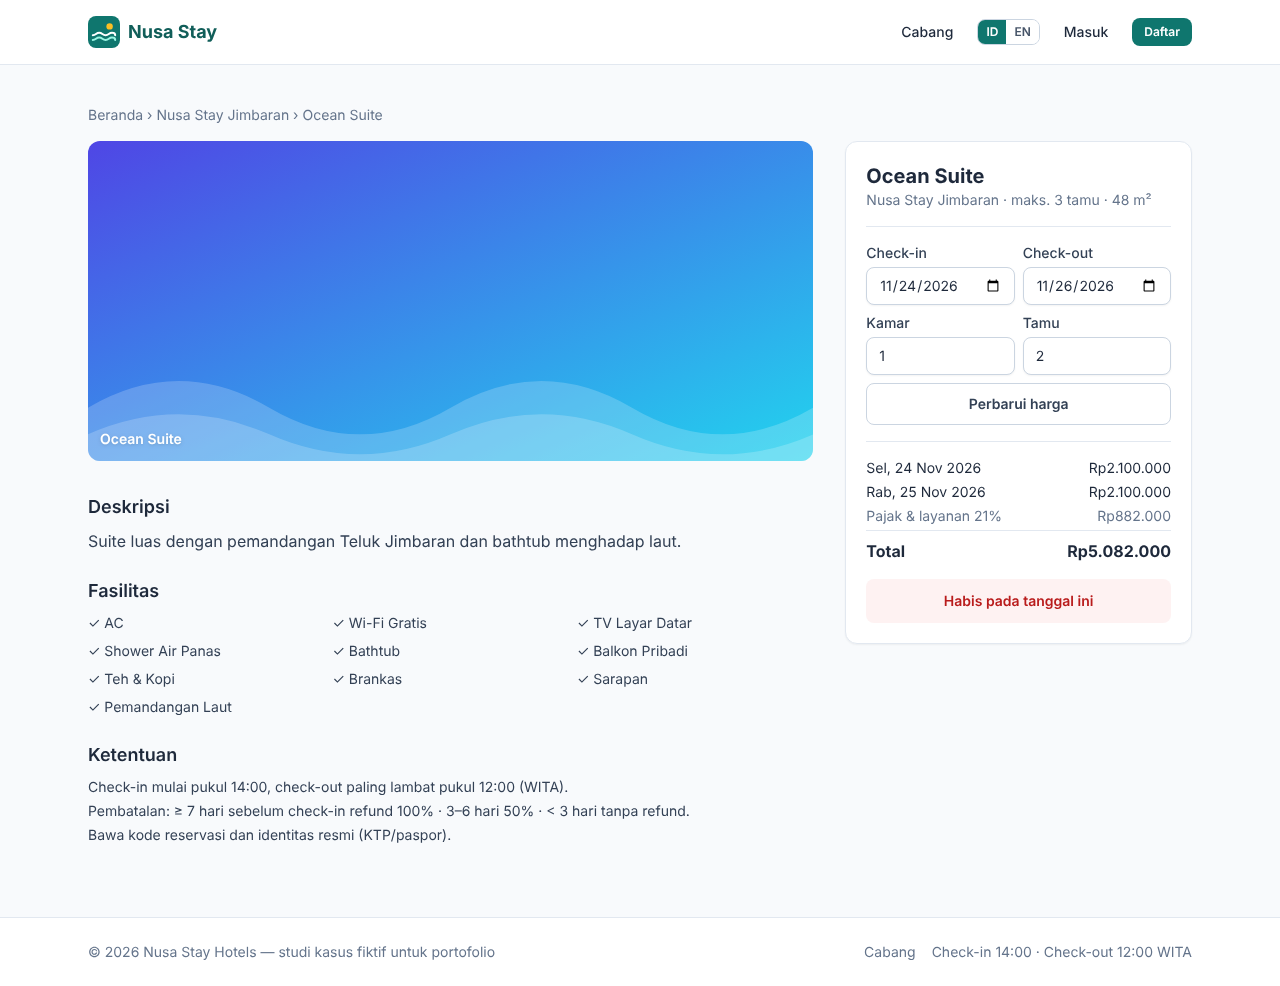 Nusa Stay
Cabang ID EN Masuk Daftar
Beranda › Nusa Stay Jimbaran › Ocean Suite
Ocean Suite
Deskripsi
Suite luas dengan pemandangan Teluk Jimbaran dan bathtub menghadap laut.
Fasilitas
✓ AC ✓ Wi-Fi Gratis ✓ TV Layar Datar
✓ Shower Air Panas ✓ Bathtub ✓ Balkon Pribadi
✓ Teh & Kopi ✓ Brankas ✓ Sarapan
✓ Pemandangan Laut
Ketentuan
Check-in mulai pukul 14:00, check-out paling lambat pukul 12:00 (WITA).
Pembatalan: ≥ 7 hari sebelum check-in refund 100% · 3–6 hari 50% · < 3 hari tanpa refund.
Bawa kode reservasi dan identitas resmi (KTP/paspor).
Ocean Suite
Nusa Stay Jimbaran · maks. 3 tamu · 48 m²
Check-in Check-out
11/24/2026 11/26/2026
Kamar Tamu
1 2
Perbarui harga
Sel, 24 Nov 2026 Rp2.100.000
Rab, 25 Nov 2026 Rp2.100.000
Pajak & layanan 21% Rp882.000
Total Rp5.082.000
Habis pada tanggal ini
© 2026 Nusa Stay Hotels — studi kasus fiktif untuk portofolio
Cabang Check-in 14:00 · Check-out 12:00 WITA